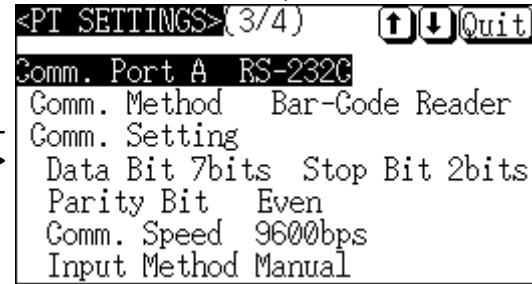 <PT SETTINGS>(3/4) ↑ ↓ Quit
Comm. Port A RS-232C
Comm. Method Bar-Code Reader
Comm. Setting
Data Bit 7bits Stop Bit 2bits
Parity Bit Even
Comm. Speed 9600bps
Input Method Manual